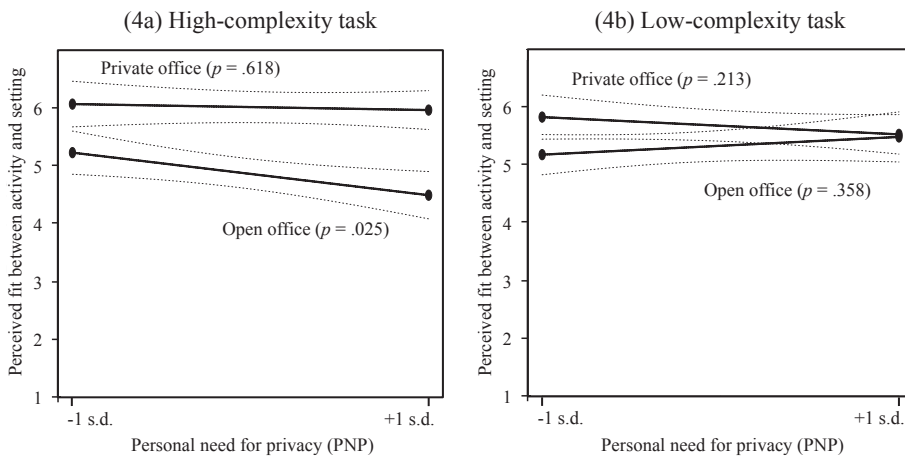 (4a) High-complexity task
Perceived fit between activity and setting
6
5
4
3
2
1
Private office (p = .618)
Open office (p = .025)
-1 s.d.
+1 s.d.
Personal need for privacy (PNP)
(4b) Low-complexity task
Perceived fit between activity and setting
6
5
4
3
2
1
Private office (p = .213)
Open office (p = .358)
-1 s.d.
+1 s.d.
Personal need for privacy (PNP)